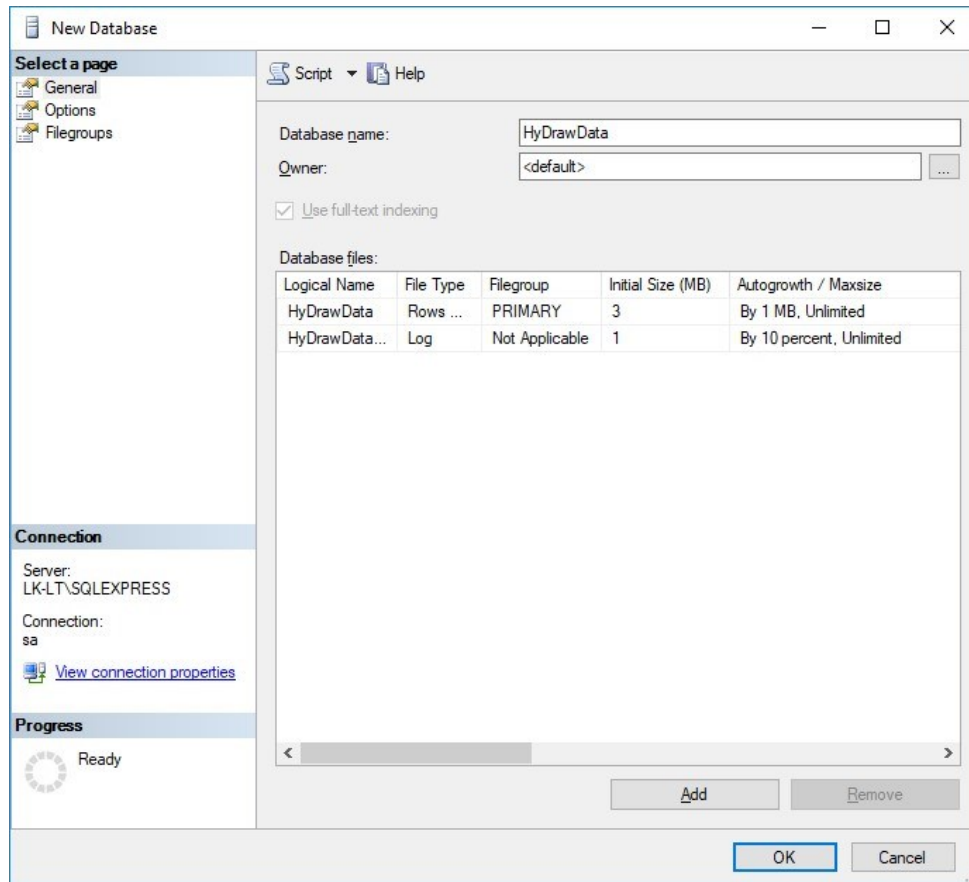 New Database
Select a page
General
Options
Filegroups
Script Help
Database name: HyDrawData
Owner: <default> ...
Use full-text indexing
Database files:
Logical Name File Type Filegroup Initial Size (MB) Autogrowth / Maxsize
HyDrawData Rows ... PRIMARY 3 By 1 MB, Unlimited
HyDrawData... Log Not Applicable 1 By 10 percent, Unlimited
Connection
Server:
LK-LT\SQLEXPRESS
Connection:
sa
View connection properties
Progress
Ready
Add Remove
OK Cancel